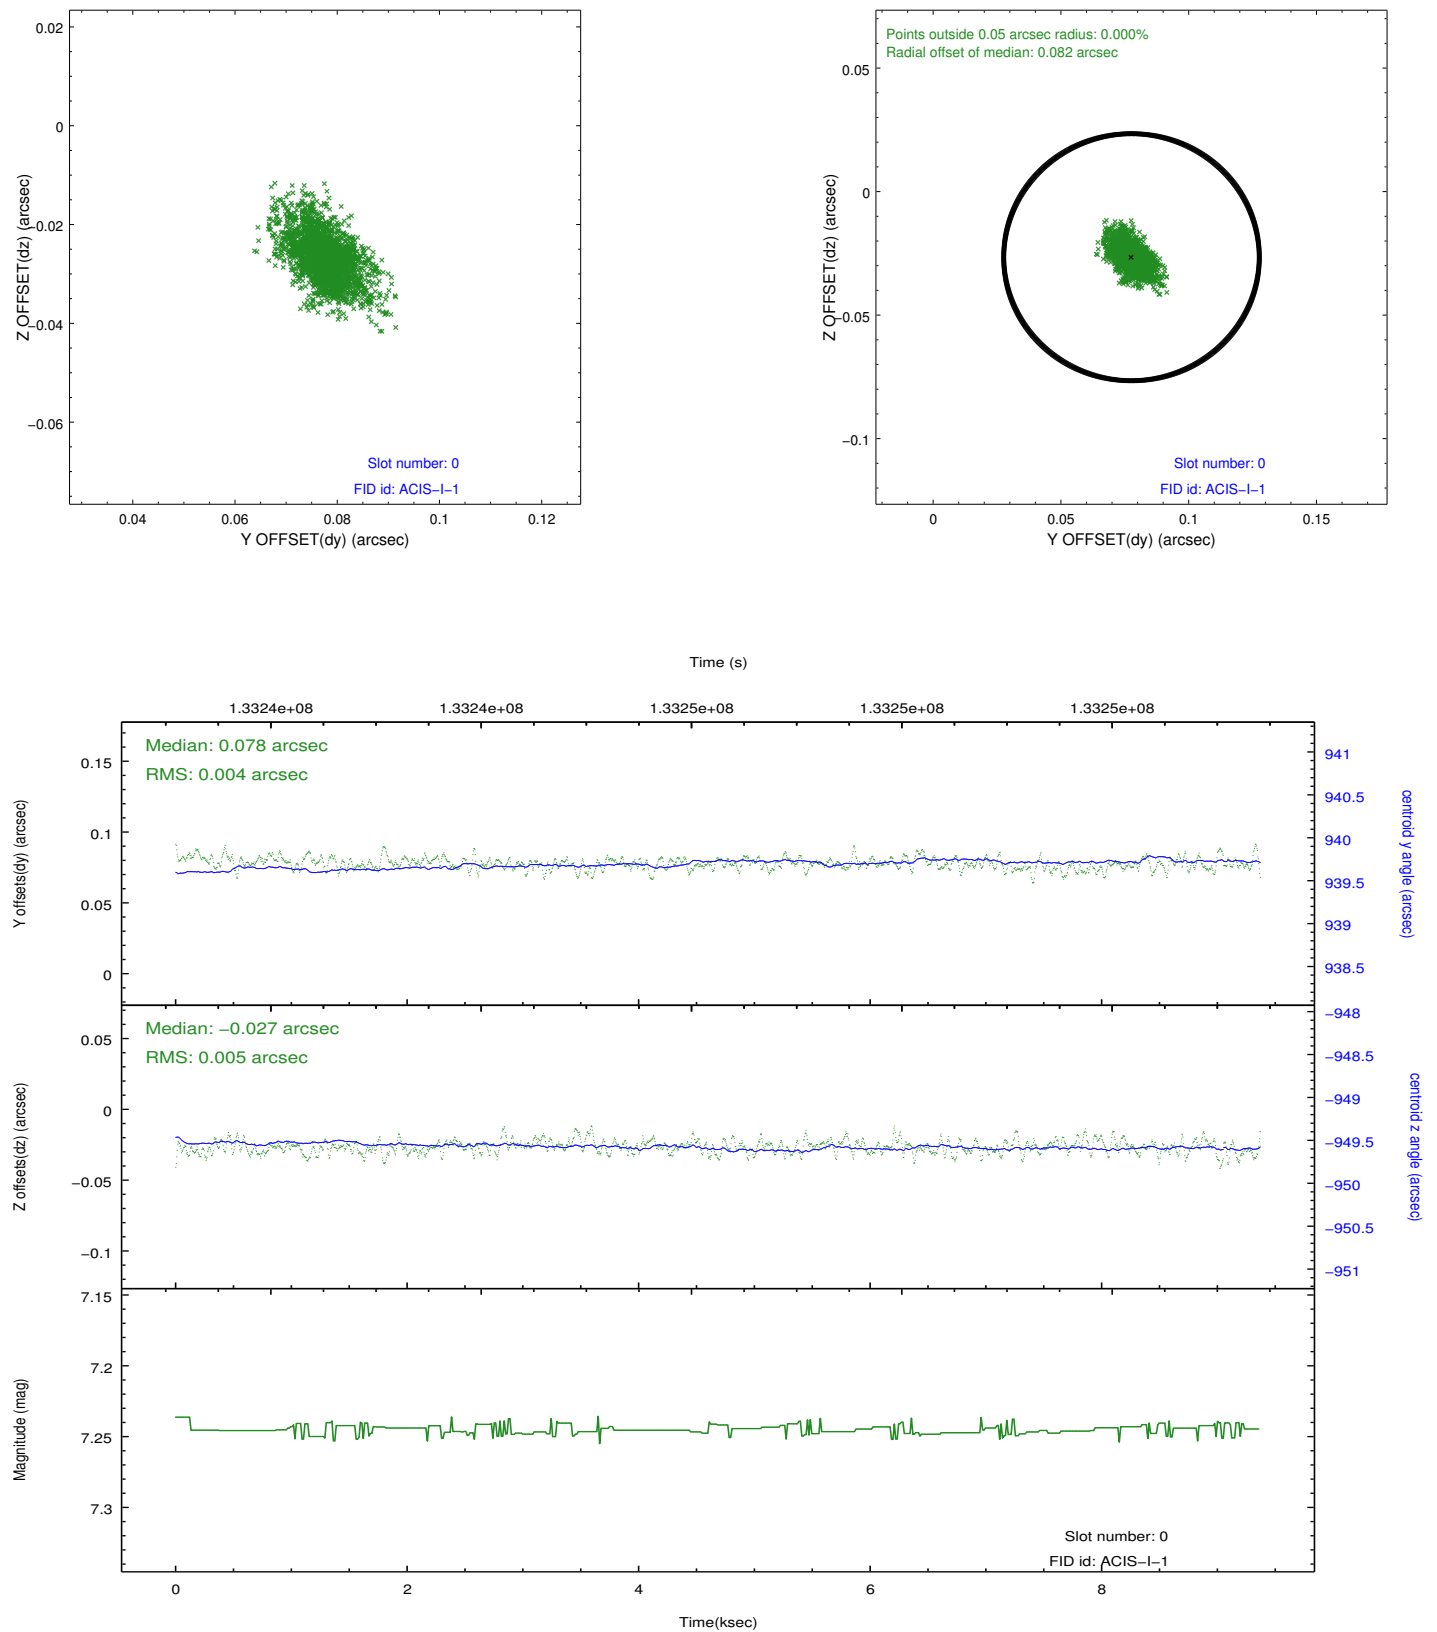 0.02
0
−0.02
−0.04
−0.06
Z OFFSET(dz) (arcsec)
Slot number: 0
FID id: ACIS−I−1
0.04
0.06
0.08
0.1
0.12
Y OFFSET(dy) (arcsec)
Points outside 0.05 arcsec radius: 0.000%
Radial offset of median: 0.082 arcsec
0.05
0
−0.05
−0.1
Z OFFSET(dz) (arcsec)
Slot number: 0
FID id: ACIS−I−1
0
0.05
0.1
0.15
Y OFFSET(dy) (arcsec)
Time (s)
1.3324e+08
1.3324e+08
1.3325e+08
1.3325e+08
1.3325e+08
Median: 0.078 arcsec
RMS: 0.004 arcsec
0.15
0.1
0.05
0
Y offsets(dy) (arcsec)
941
940.5
940
939.5
939
938.5
centroid y angle (arcsec)
Median: −0.027 arcsec
RMS: 0.005 arcsec
0.05
0
−0.05
−0.1
Z offsets(dz) (arcsec)
−948
−948.5
−949
−949.5
−950
−950.5
−951
centroid z angle (arcsec)
7.15
7.2
7.25
7.3
Magnitude (mag)
Slot number: 0
FID id: ACIS−I−1
0
2
4
6
8
Time(ksec)